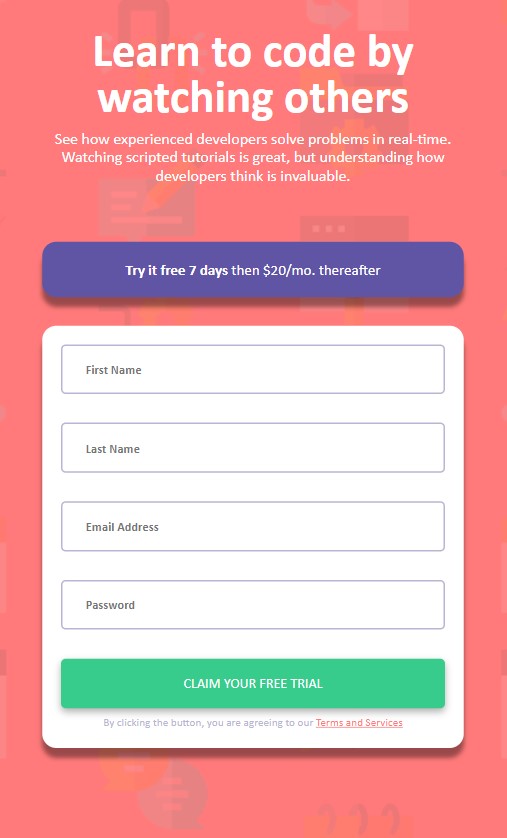 Learn to code by
watching others
See how experienced developers solve problems in real-time.
Watching scripted tutorials is great, but understanding how
developers think is invaluable.
Try it free 7 days then $20/mo. thereafter
First Name
Last Name
Email Address
Password
CLAIM YOUR FREE TRIAL
By clicking the button, you are agreeing to our Terms and Services